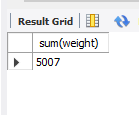 Result Grid
sum(weight)
5007